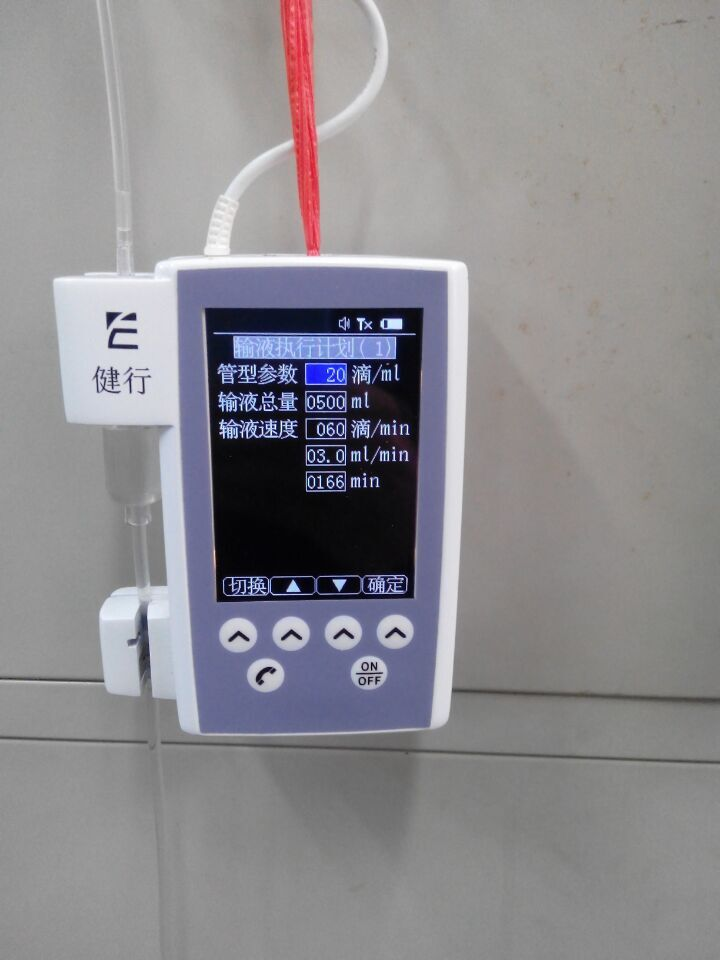 健行
Tx
输液执行计划( 1)
管型参数 20 滴/ml
输液总量 0500 ml
输液速度 060 滴/min
03.0 ml/min
0166 min
切换 ▲ ▼ 确定
ON
OFF